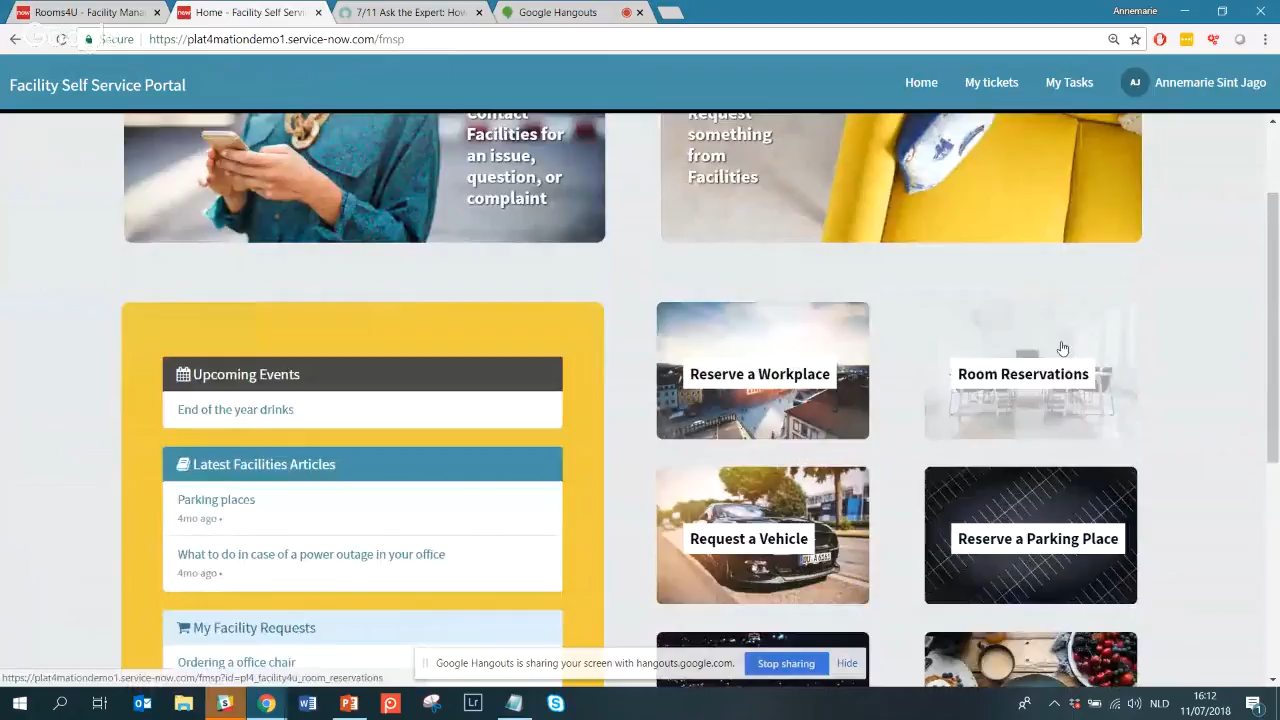 Rooms4U - Facility Mana
Home - Facility Self Servi
7/11 Ask the Expert: How
Google Hangouts
Annemarie
Secure
https://plat4mationdemo1.service-now.com/fmsp
Facility Self Service Portal
Home
My tickets
My Tasks
AJ
Annemarie Sint Jago
Contact
Facilities for
an issue,
question, or
complaint
Request
something
from
Facilities
Upcoming Events
End of the year drinks
Latest Facilities Articles
Parking places
4mo ago •
What to do in case of a power outage in your office
4mo ago •
My Facility Requests
Ordering a office chair
Reserve a Workplace
Room Reservations
Request a Vehicle
Reserve a Parking Place
Google Hangouts is sharing your screen with hangouts.google.com.
Stop sharing
Hide
https://plat4mationdemo1.service-now.com/fmsp?id=pl4_facility4u_room_reservations
NLD
16:12
11/07/2018